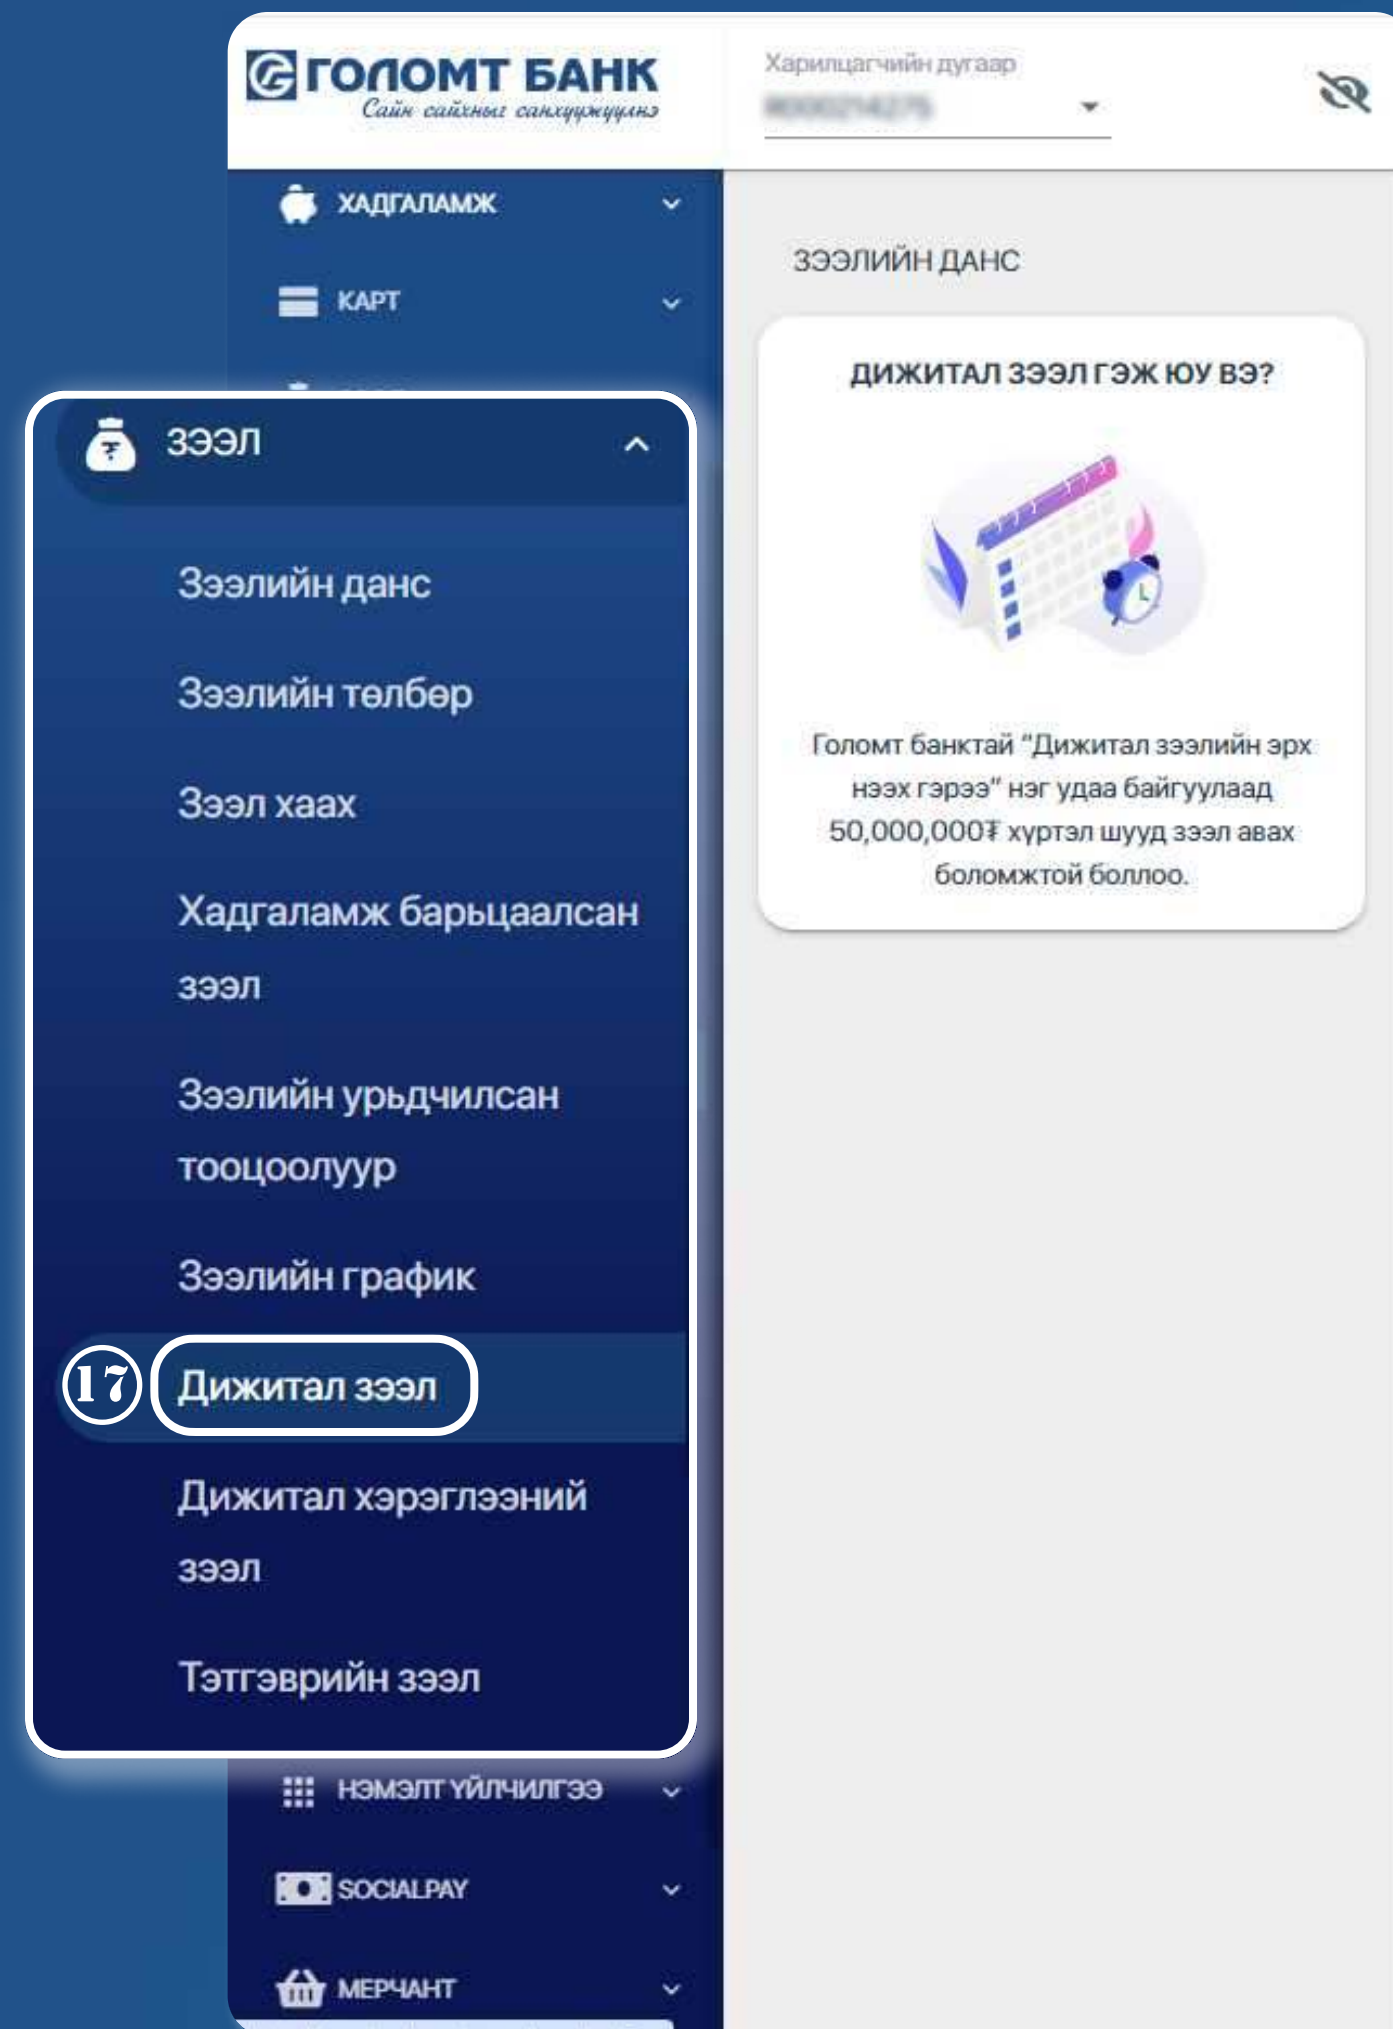 ГОЛОМТ БАНК
Сайн сайхныг санхүүжүүлнэ
Харилцагчийн дугаар
ХАДГАЛАМЖ
КАРТ
ЗЭЭЛ
Зээлийн данс
Зээлийн төлбөр
Зээл хаах
Хадгаламж барьцаалсан
зээл
Зээлийн урьдчилсан
тооцоолуур
Зээлийн график
17 Дижитал зээл
Дижитал хэрэглээний
зээл
Тэтгэврийн зээл
НЭМЭЛТ ҮЙЛЧИЛГЭЭ
SOCIALPAY
МЕРЧАНТ
ЗЭЭЛИЙН ДАНС
ДИЖИТАЛ ЗЭЭЛ ГЭЖ ЮУ ВЭ?
Голомт банктай “Дижитал зээлийн эрх
нээх гэрээ” нэг удаа байгуулаад
50,000,000₮ хүртэл шууд зээл авах
боломжтой боллоо.